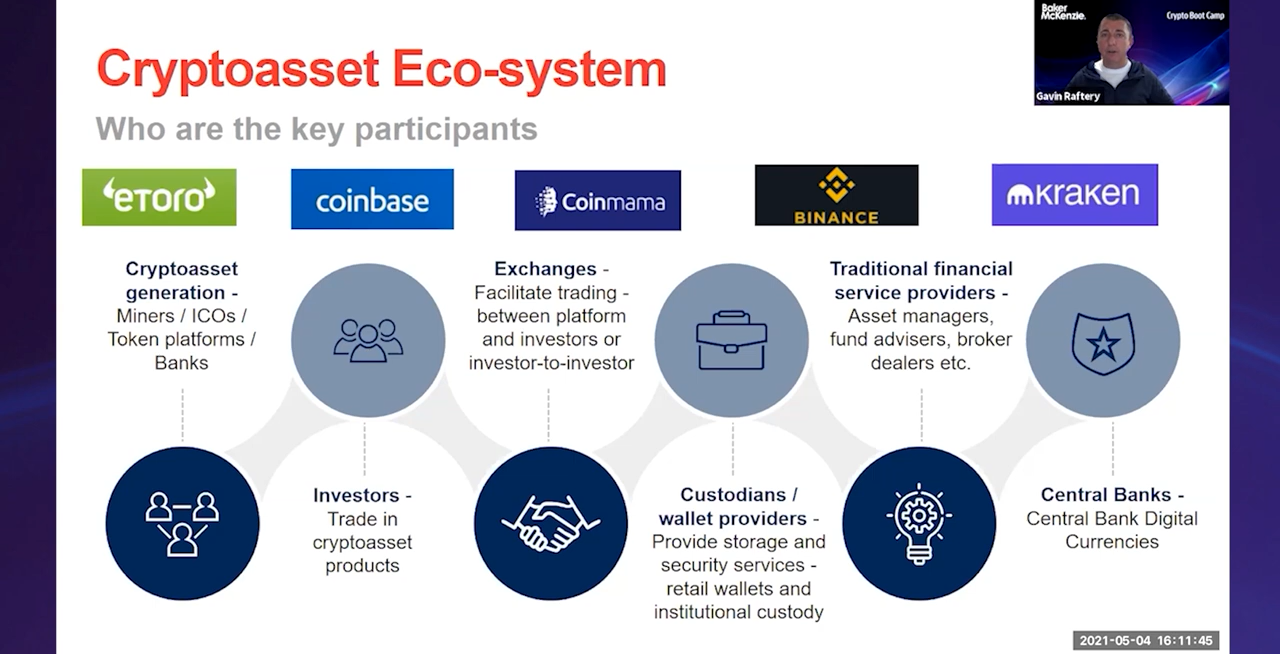 Baker
McKenzie.
Crypto Boot Camp
Gavin Raftery
Cryptoasset Eco-system
Who are the key participants
eToro
coinbase
Coinmama
BINANCE
mKraken
Cryptoasset
generation -
Miners / ICOs /
Token platforms /
Banks
Investors -
Trade in
cryptoasset
products
Exchanges -
Facilitate trading -
between platform
and investors or
investor-to-investor
Custodians /
wallet providers -
Provide storage and
security services -
retail wallets and
institutional custody
Traditional financial
service providers -
Asset managers,
fund advisers, broker
dealers etc.
Central Banks -
Central Bank Digital
Currencies
2021-05-04 16:11:45